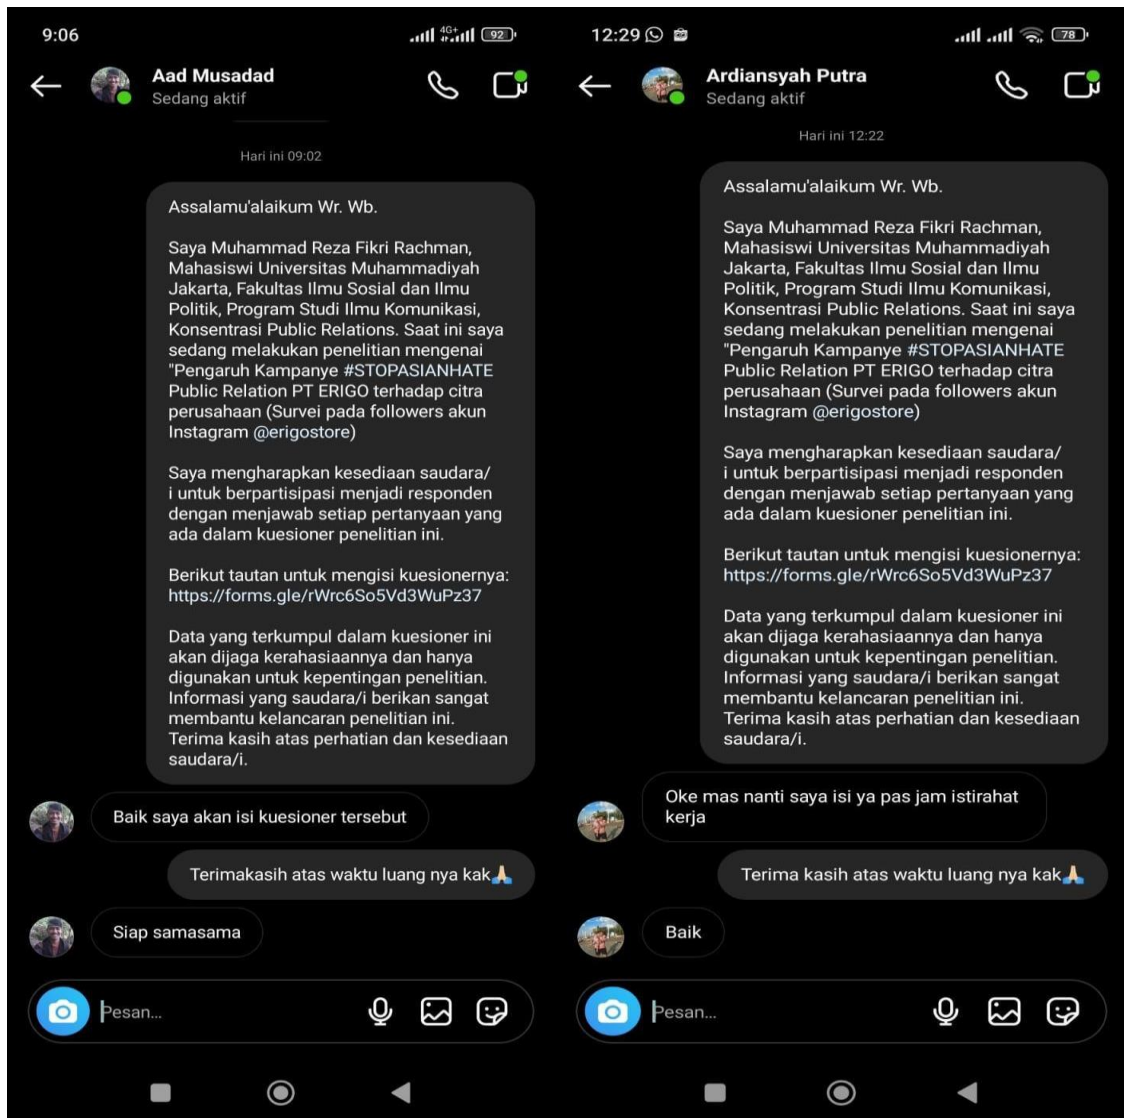 9:06
4G+
92
Aad Musadad
Sedang aktif
Hari ini 09:02
Assalamu'alaikum Wr. Wb.
Saya Muhammad Reza Fikri Rachman,
Mahasiswi Universitas Muhammadiyah
Jakarta, Fakultas Ilmu Sosial dan Ilmu
Politik, Program Studi Ilmu Komunikasi,
Konsentrasi Public Relations. Saat ini saya
sedang melakukan penelitian mengenai
"Pengaruh Kampanye #STOPASIANHATE
Public Relation PT ERIGO terhadap citra
perusahaan (Survei pada followers akun
Instagram @erigostore)
Saya mengharapkan kesediaan saudara/
i untuk berpartisipasi menjadi responden
dengan menjawab setiap pertanyaan yang
ada dalam kuesioner penelitian ini.
Berikut tautan untuk mengisi kuesionernya:
https://forms.gle/rWrc6So5Vd3WuPz37
Data yang terkumpul dalam kuesioner ini
akan dijaga kerahasiaannya dan hanya
digunakan untuk kepentingan penelitian.
Informasi yang saudara/i berikan sangat
membantu kelancaran penelitian ini.
Terima kasih atas perhatian dan kesediaan
saudara/i.
Baik saya akan isi kuesioner tersebut
Terimakasih atas waktu luang nya kak🙏🏻
Siap samasama
Pesan...
12:29
78
Ardiansyah Putra
Sedang aktif
Hari ini 12:22
Assalamu'alaikum Wr. Wb.
Saya Muhammad Reza Fikri Rachman,
Mahasiswi Universitas Muhammadiyah
Jakarta, Fakultas Ilmu Sosial dan Ilmu
Politik, Program Studi Ilmu Komunikasi,
Konsentrasi Public Relations. Saat ini saya
sedang melakukan penelitian mengenai
"Pengaruh Kampanye #STOPASIANHATE
Public Relation PT ERIGO terhadap citra
perusahaan (Survei pada followers akun
Instagram @erigostore)
Saya mengharapkan kesediaan saudara/
i untuk berpartisipasi menjadi responden
dengan menjawab setiap pertanyaan yang
ada dalam kuesioner penelitian ini.
Berikut tautan untuk mengisi kuesionernya:
https://forms.gle/rWrc6So5Vd3WuPz37
Data yang terkumpul dalam kuesioner ini
akan dijaga kerahasiaannya dan hanya
digunakan untuk kepentingan penelitian.
Informasi yang saudara/i berikan sangat
membantu kelancaran penelitian ini.
Terima kasih atas perhatian dan kesediaan
saudara/i.
Oke mas nanti saya isi ya pas jam istirahat
kerja
Terima kasih atas waktu luang nya kak🙏🏻
Baik
Pesan...